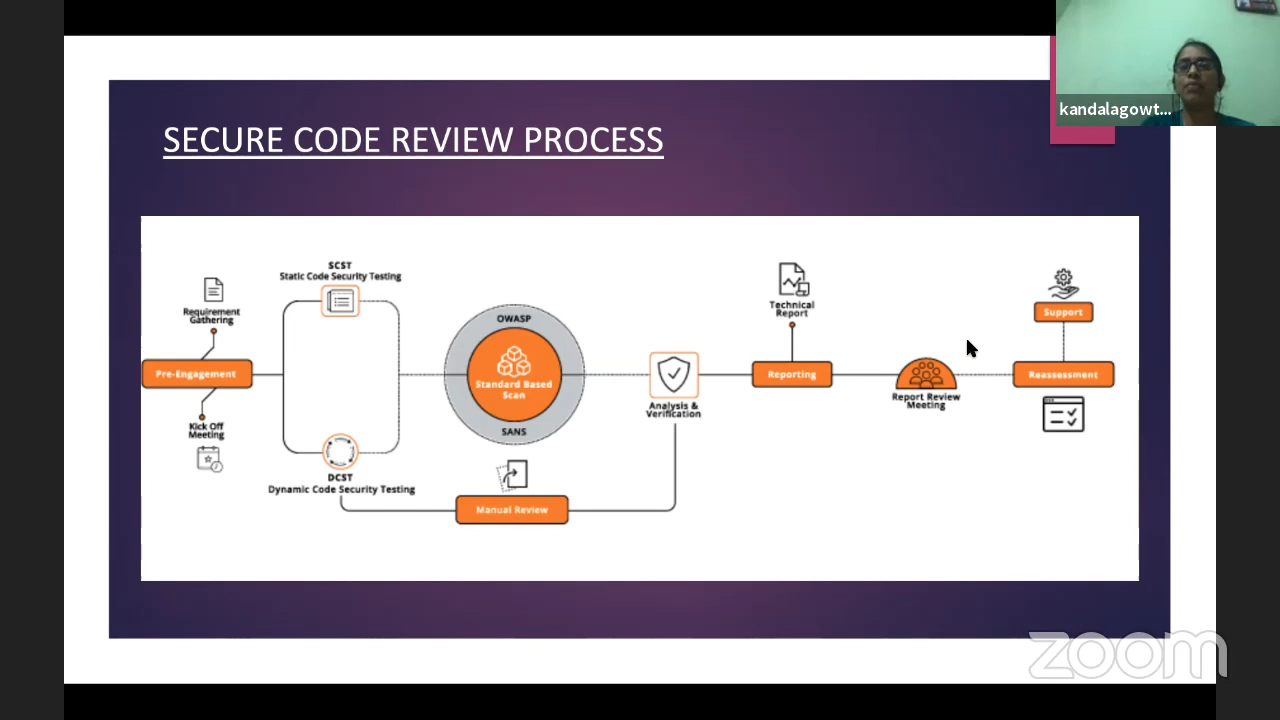 kandalagowt...
SECURE CODE REVIEW PROCESS
SCST
Static Code Security Testing
Requirement
Gathering
Pre-Engagement
Kick Off
Meeting
DCST
Dynamic Code Security Testing
OWASP
Standard Based
Scan
SANS
Manual Review
Analysis &
Verification
Technical
Report
Reporting
Report Review
Meeting
Support
Reassessment
zoom